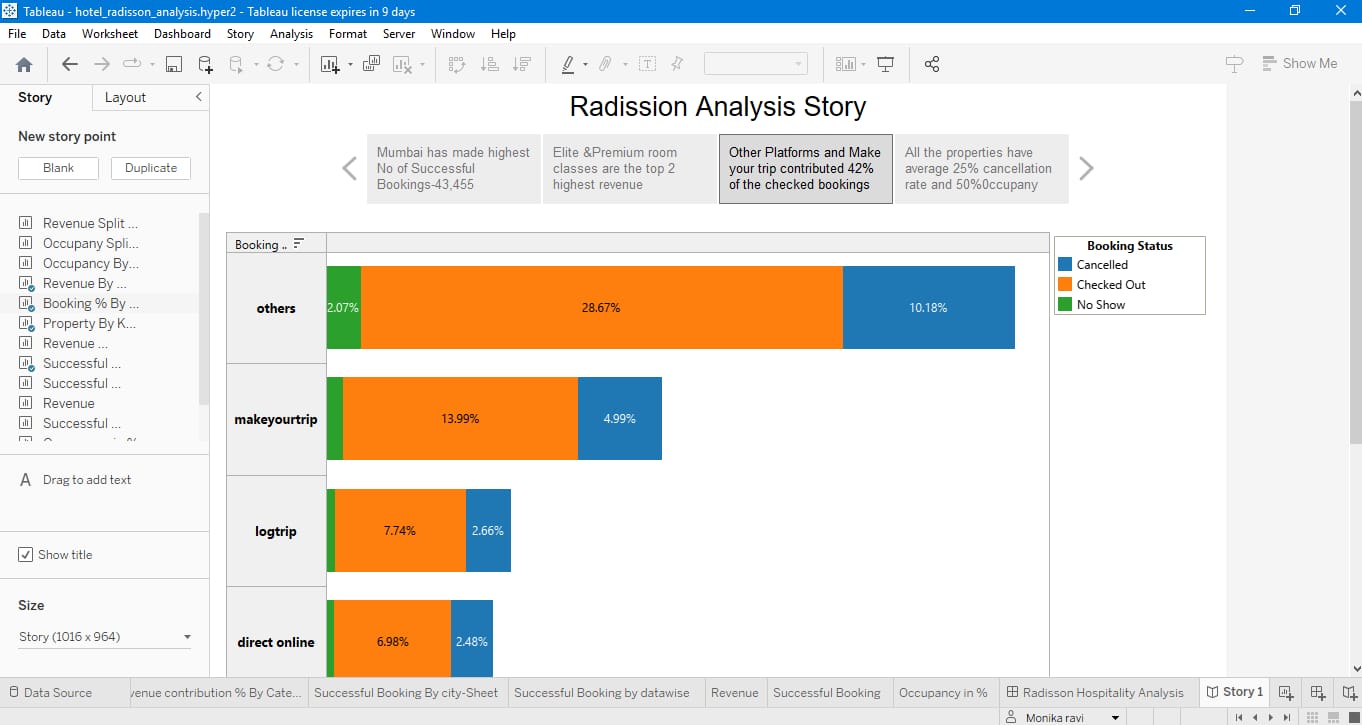 Tableau - hotel_radisson_analysis.hyper2 - Tableau license expires in 9 days
File Data Worksheet Dashboard Story Analysis Format Server Window Help
Show Me
Story Layout
New story point
Blank Duplicate
Revenue Split ...
Occupany Spli...
Occupancy By...
Revenue By ...
Booking % By ...
Property By K...
Revenue ...
Successful ...
Successful ...
Revenue
Successful ...
A Drag to add text
Show title
Size
Story (1016 x 964)
Radission Analysis Story
Mumbai has made highest
No of Successful
Bookings-43,455
Elite &Premium room
classes are the top 2
highest revenue
Other Platforms and Make
your trip contributed 42%
of the checked bookings
All the properties have
average 25% cancellation
rate and 50%0ccupany
Booking ..
others 2.07% 28.67% 10.18%
makeyourtrip 13.99% 4.99%
logtrip 7.74% 2.66%
direct online 6.98% 2.48%
Booking Status
Cancelled
Checked Out
No Show
Data Source venue contribution % By Cate... Successful Booking By city-Sheet Successful Booking by datawise Revenue Successful Booking Occupancy in % Radisson Hospitality Analysis Story 1
Monika ravi